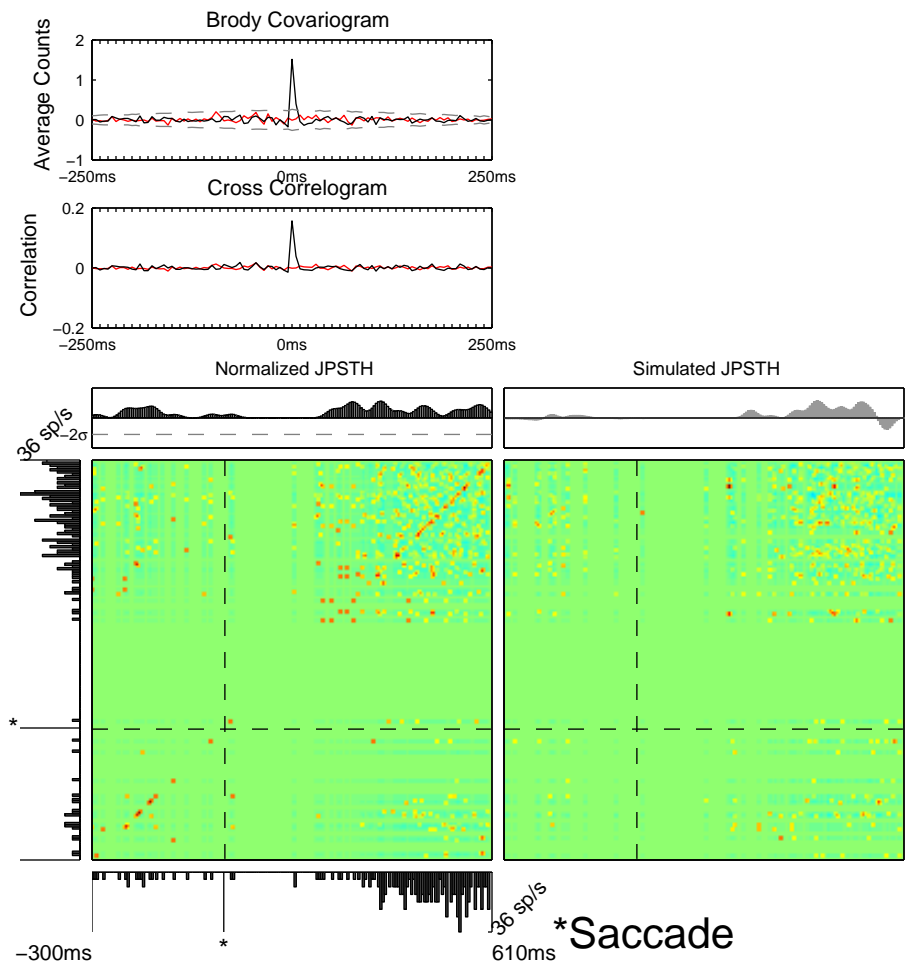 Brody Covariogram
Average Counts
2
1
0
−1
−250ms 0ms 250ms
Cross Correlogram
Correlation
0.2
0
−0.2
−250ms 0ms 250ms
Normalized JPSTH Simulated JPSTH
−2σ
36 sp/s
*
36 sp/s
*
*Saccade
−300ms 610ms